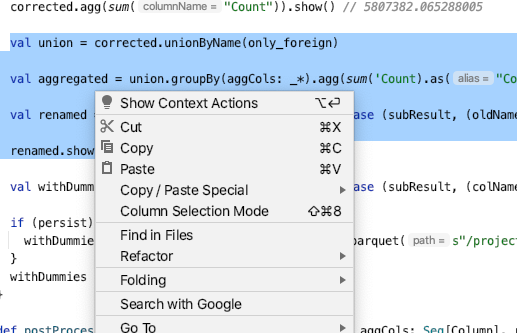 corrected.agg(sum( columnName = "Count")).show() // 5807382.065288005
val union = corrected.unionByName(only_foreign)
val aggregated = union.groupBy(aggCols: _*).agg(sum('Count).as( alias = "Co
val renamed ase (subResult, (oldName
renamed.show
val withDumm ase (subResult, (colName
if (persist)
withDummie parquet( path = s"/project
}
withDummies
}
def postProces aggCols: Seq[Column],
Show Context Actions ⌥⏎
Cut ⌘X
Copy ⌘C
Paste ⌘V
Copy / Paste Special
Column Selection Mode ⇧⌘8
Find in Files
Refactor
Folding
Search with Google
Go To